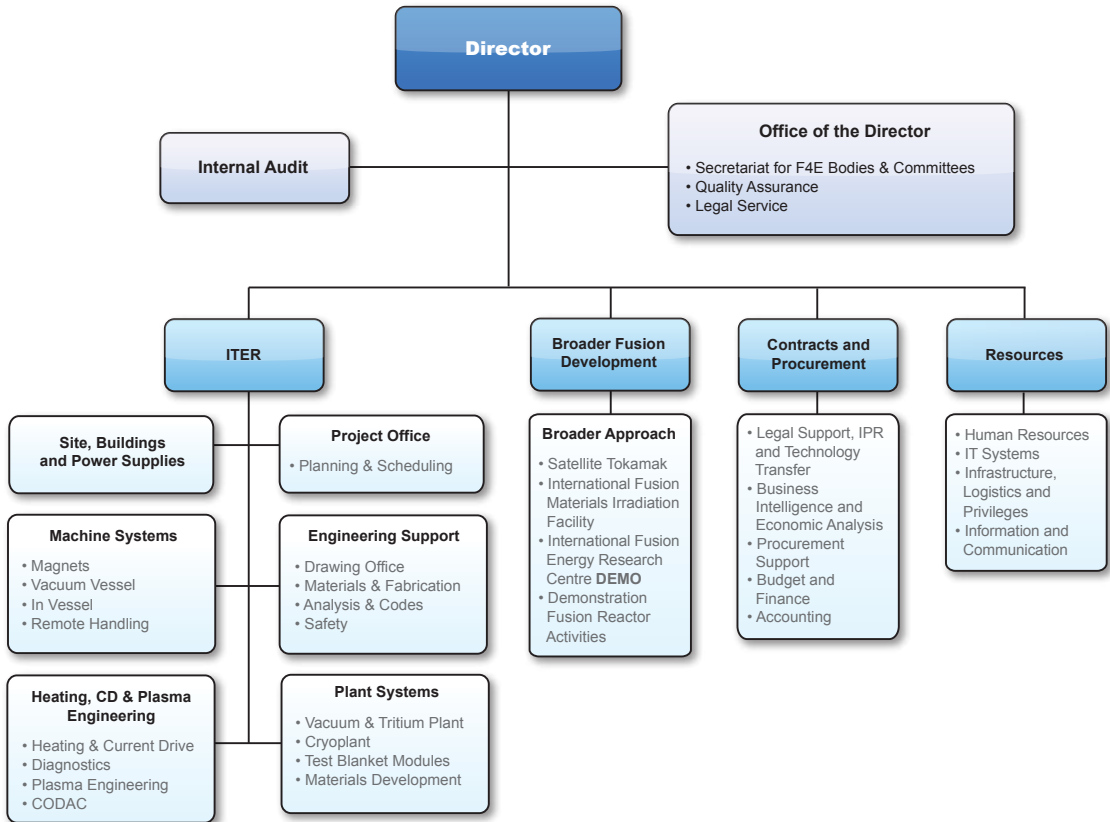 Director
Internal Audit
Office of the Director
• Secretariat for F4E Bodies & Committees
• Quality Assurance
• Legal Service
ITER
Broader Fusion
Development
Contracts and
Procurement
Resources
Site, Buildings
and Power Supplies
Project Office
• Planning & Scheduling
Machine Systems
• Magnets
• Vacuum Vessel
• In Vessel
• Remote Handling
Engineering Support
• Drawing Office
• Materials & Fabrication
• Analysis & Codes
• Safety
Heating, CD & Plasma
Engineering
• Heating & Current Drive
• Diagnostics
• Plasma Engineering
• CODAC
Plant Systems
• Vacuum & Tritium Plant
• Cryoplant
• Test Blanket Modules
• Materials Development
Broader Approach
• Satellite Tokamak
• International Fusion
Materials Irradiation
Facility
• International Fusion
Energy Research
Centre DEMO
• Demonstration
Fusion Reactor
Activities
• Legal Support, IPR
and Technology
Transfer
• Business
Intelligence and
Economic Analysis
• Procurement
Support
• Budget and
Finance
• Accounting
• Human Resources
• IT Systems
• Infrastructure,
Logistics and
Privileges
• Information and
Communication